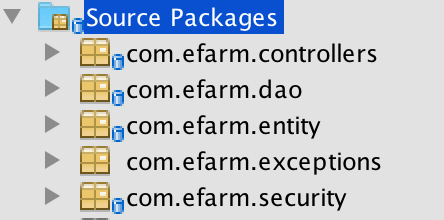 Source Packages
com.efarm.controllers
com.efarm.dao
com.efarm.entity
com.efarm.exceptions
com.efarm.security